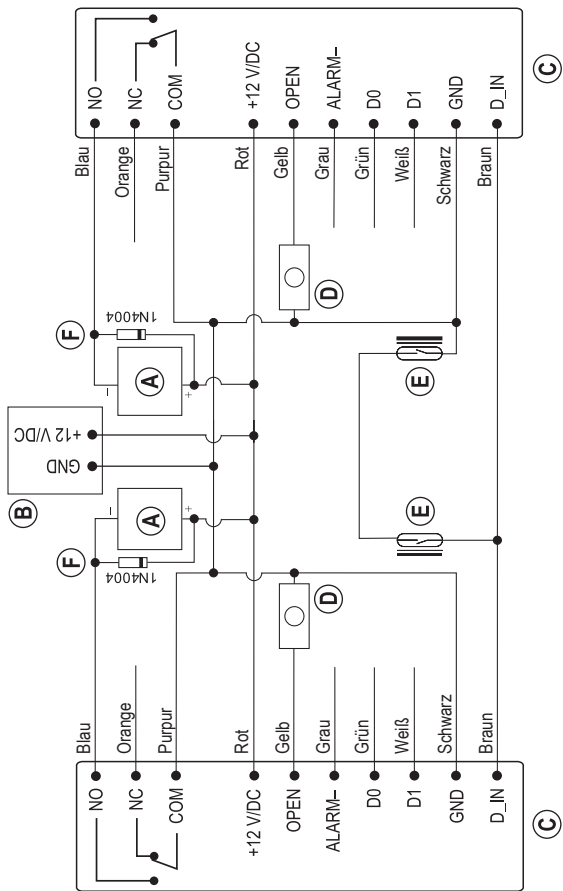 NO
NC
COM
+12 V/DC
OPEN
ALARM–
D0
D1
GND
D_IN
C
Blau
Orange
Purpur
Rot
Gelb
Grau
Grün
Weiß
Schwarz
Braun
F
1N4004
–
A
+
D
E
B
+12 V/DC
GND
–
A
+
F
1N4004
D
E
Blau
Orange
Purpur
Rot
Gelb
Grau
Grün
Weiß
Schwarz
Braun
NO
NC
COM
+12 V/DC
OPEN
ALARM–
D0
D1
GND
D_IN
C